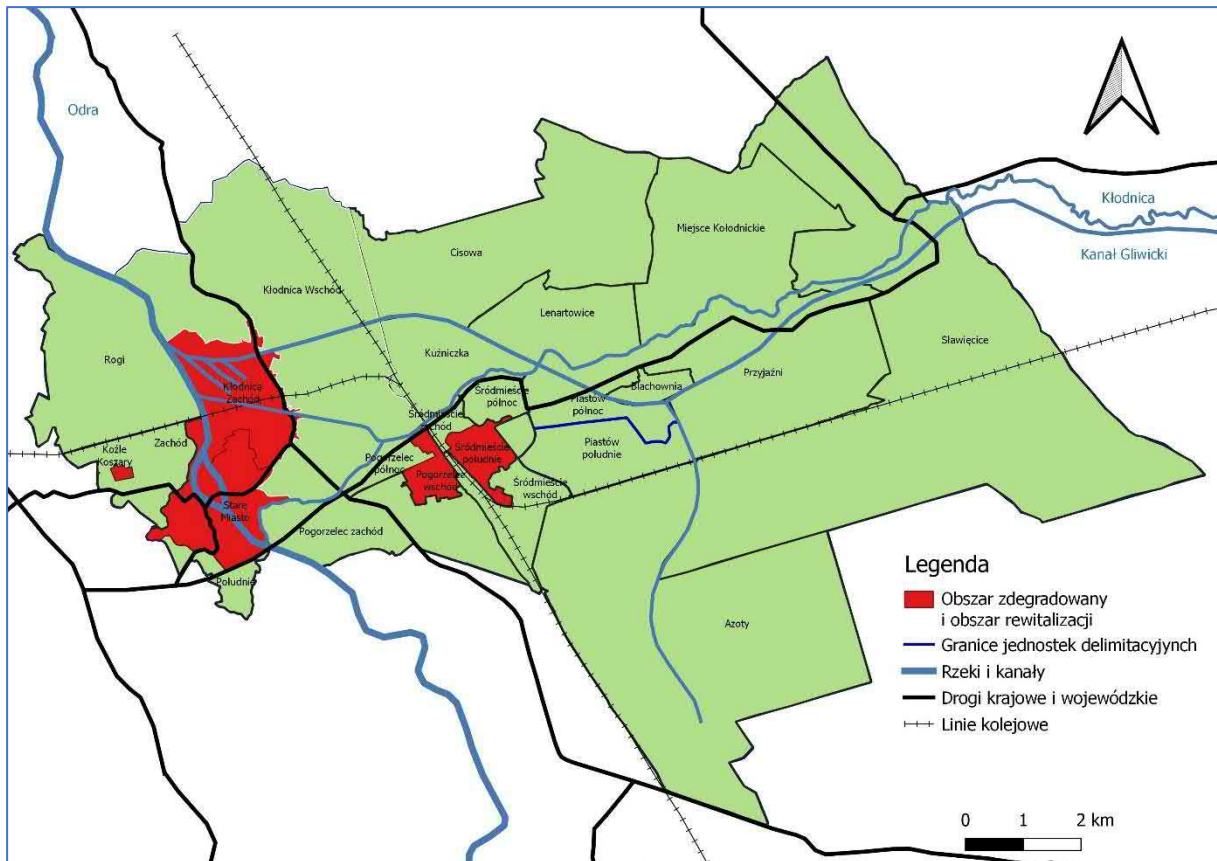 Odra
Kłodnica
Kanał Gliwicki
Miejsce Kołodnickie
Cisowa
Kłodnica Wschód
Lenartowice
Sławięcice
Rogi
Kuźniczka
Przyjaźni
Kłodnica
Zachód
Blachownia
Śródmieście
północ
Piastów
północ
Śródmieście
wschód
Zachód
Koźle
Koszary
Piastów
południe
Śródmieście
południe
Pogorzelec
północ
Pogorzelec
wschód
Śródmieście
wschód
Stare
Miasto
Pogorzelec zachód
Południe
Azoty
Legenda
Obszar zdegradowany
i obszar rewitalizacji
Granice jednostek delimitacyjynch
Rzeki i kanały
Drogi krajowe i wojewódzkie
Linie kolejowe
0 1 2 km